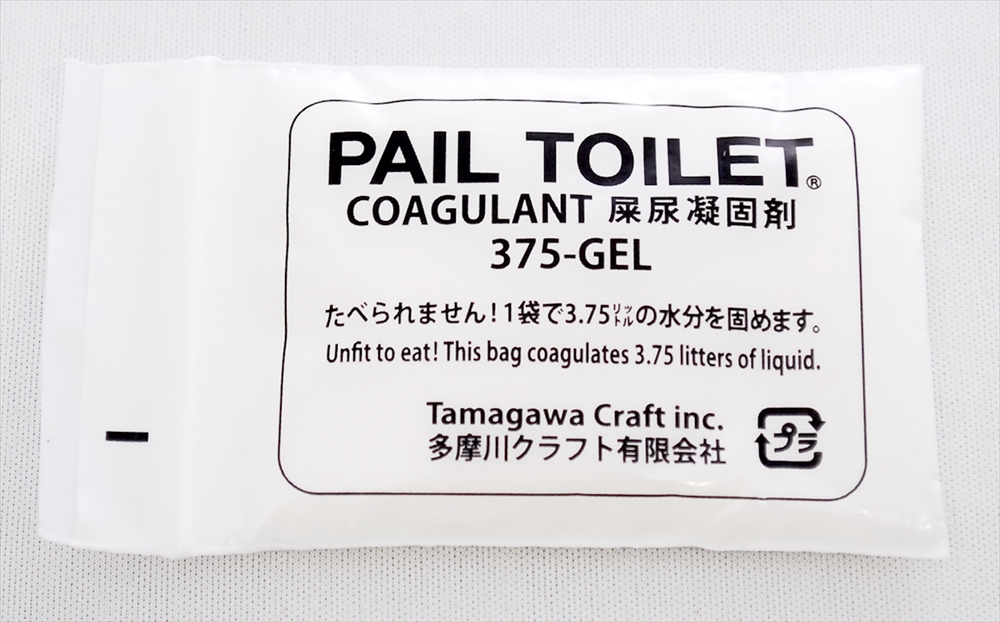 PAIL TOILET®
COAGULANT 屎尿凝固剤
375-GEL
たべられません!1袋で3.75㍑の水分を固めます。
Unfit to eat! This bag coagulates 3.75 litters of liquid.
Tamagawa Craft inc.
多摩川クラフト有限会社
プラ